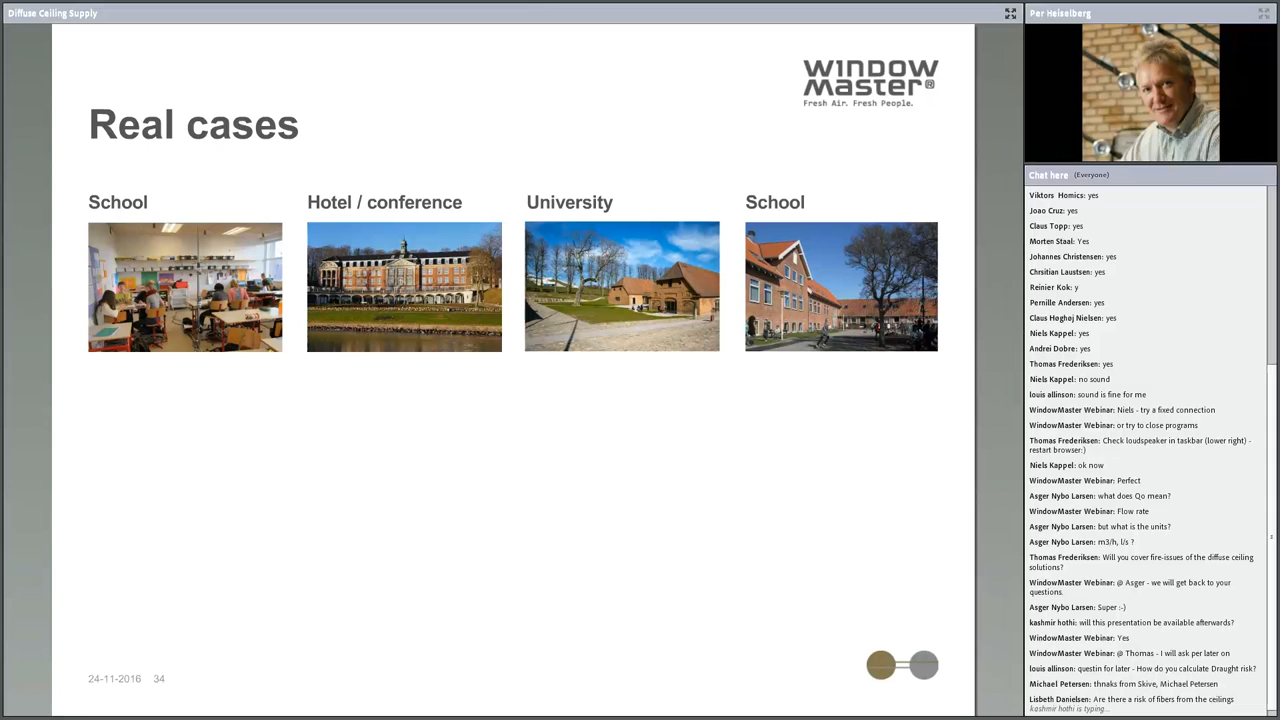 Diffuse Ceiling Supply
WINDOW
MASTER®
Fresh Air. Fresh People.
Real cases
School
Hotel / conference
University
School
24-11-2016 34
Per Heiselberg
Chat here (Everyone)
Viktors Homics: yes
Joao Cruz: yes
Claus Topp: yes
Morten Staal: Yes
Johannes Christensen: yes
Chrsitian Laustsen: yes
Reinier Kok: y
Pernille Andersen: yes
Claus Høghøj Nielsen: yes
Niels Kappel: yes
Andrei Dobre: yes
Thomas Frederiksen: yes
Niels Kappel: no sound
louis allinson: sound is fine for me
WindowMaster Webinar: Niels - try a fixed connection
WindowMaster Webinar: or try to close programs
Thomas Frederiksen: Check loudspeaker in taskbar (lower right) -
restart browser:)
Niels Kappel: ok now
WindowMaster Webinar: Perfect
Asger Nybo Larsen: what does Qo mean?
WindowMaster Webinar: Flow rate
Asger Nybo Larsen: but what is the units?
Asger Nybo Larsen: m3/h, l/s ?
Thomas Frederiksen: Will you cover fire-issues of the diffuse ceiling
solutions?
WindowMaster Webinar: @ Asger - we will get back to your
questions.
Asger Nybo Larsen: Super :-)
kashmir hothi: will this presentation be available afterwards?
WindowMaster Webinar: Yes
WindowMaster Webinar: @ Thomas - I will ask per later on
louis allinson: questin for later - How do you calculate Draught risk?
Michael Petersen: thnaks from Skive, Michael Petersen
Lisbeth Danielsen: Are there a risk of fibers from the ceilings
kashmir hothi is typing...